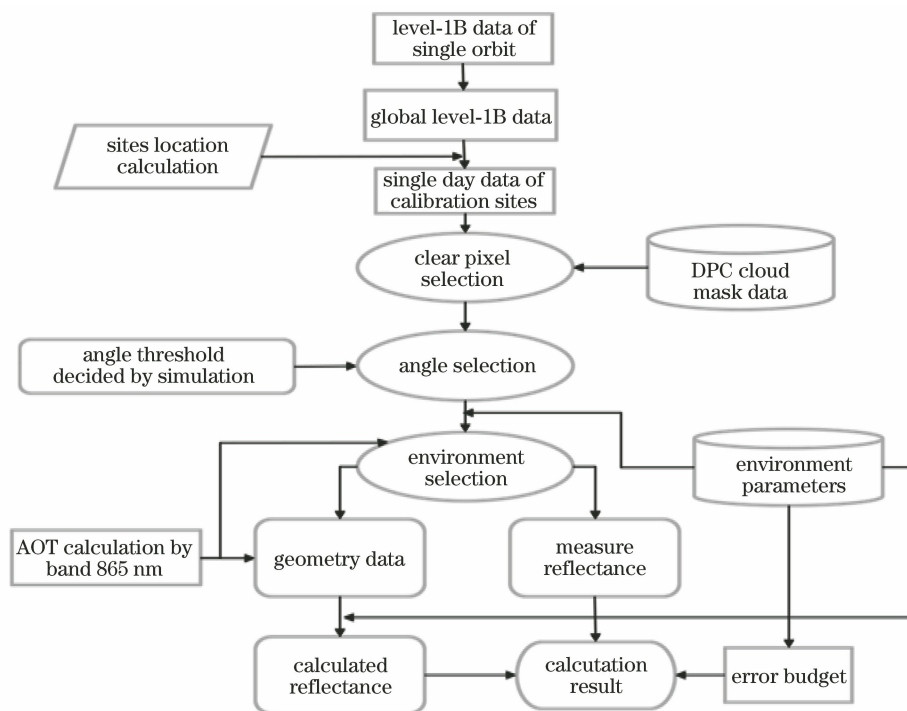 level-1B data of
single orbit
global level-1B data
sites location
calculation
single day data of
calibration sites
clear pixel
selection
DPC cloud
mask data
angle threshold
decided by simulation
angle selection
environment
selection
environment
parameters
AOT calculation by
band 865 nm
geometry data
measure
reflectance
calculated
reflectance
calcutation
result
error budget